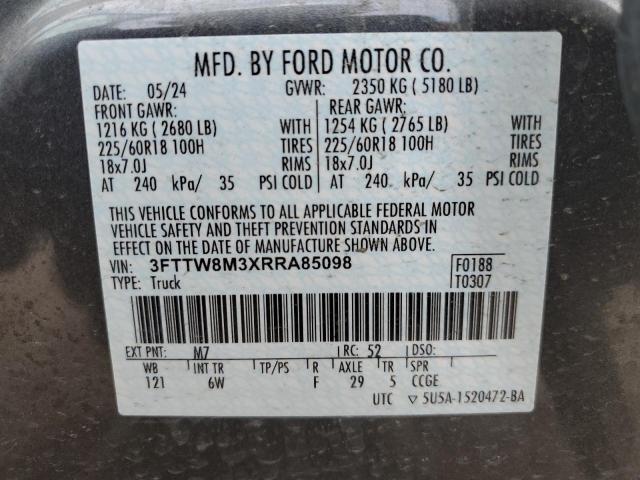 MFD. BY FORD MOTOR CO.
DATE: 05/24 GVWR: 2350 KG ( 5180 LB)
FRONT GAWR: REAR GAWR:
1216 KG ( 2680 LB) WITH 1254 KG ( 2765 LB) WITH
225/60R18 100H TIRES 225/60R18 100H TIRES
18x7.0J RIMS 18x7.0J RIMS
AT 240 kPa/ 35 PSI COLD AT 240 kPa/ 35 PSI COLD
THIS VEHICLE CONFORMS TO ALL APPLICABLE FEDERAL MOTOR
VEHICLE SAFETY AND THEFT PREVENTION STANDARDS IN
EFFECT ON THE DATE OF MANUFACTURE SHOWN ABOVE.
VIN: 3FTTW8M3XRRA85098 F0188
TYPE: Truck T0307
EXT PNT: M7 RC: 52 DSO:
WB INT TR TP/PS R AXLE TR SPR
121 6W F 29 5 CCGE
UTC ▽ 5U5A-1520472-BA